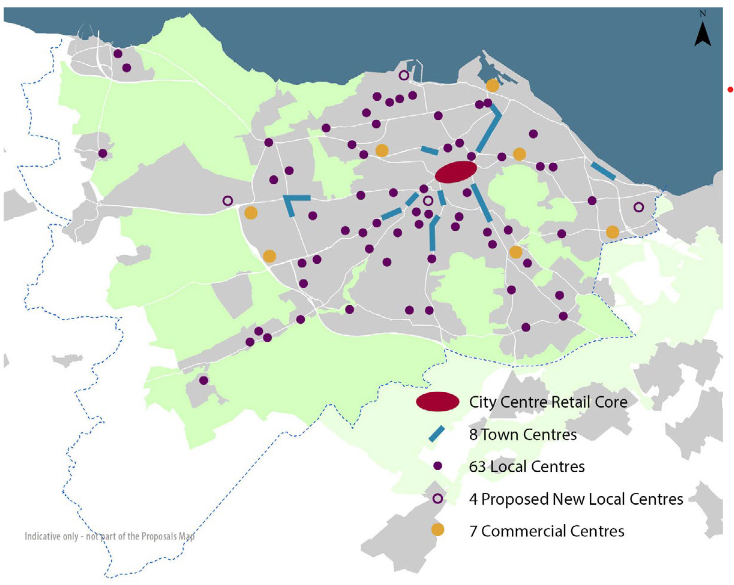 N
City Centre Retail Core
8 Town Centres
63 Local Centres
4 Proposed New Local Centres
7 Commercial Centres
Indicative only - not part of the Proposals Map